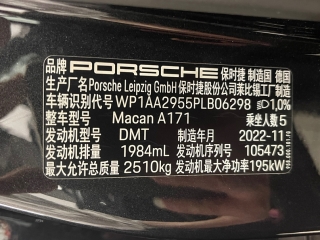 品牌 PORSCHE 保时捷 制造国 德国
生产厂名 Porsche Leipzig GmbH 保时捷股份公司莱比锡工厂制造
车辆识别代号 WP1AA2955PLB06298 D1,0%
整车型号 Macan A171 乘坐人数 5
发动机型号 DMT 制造年月 2022-11
发动机排量 1984mL 发动机序列号 105473
最大允许总质量 2510kg 发动机最大净功率 195kW